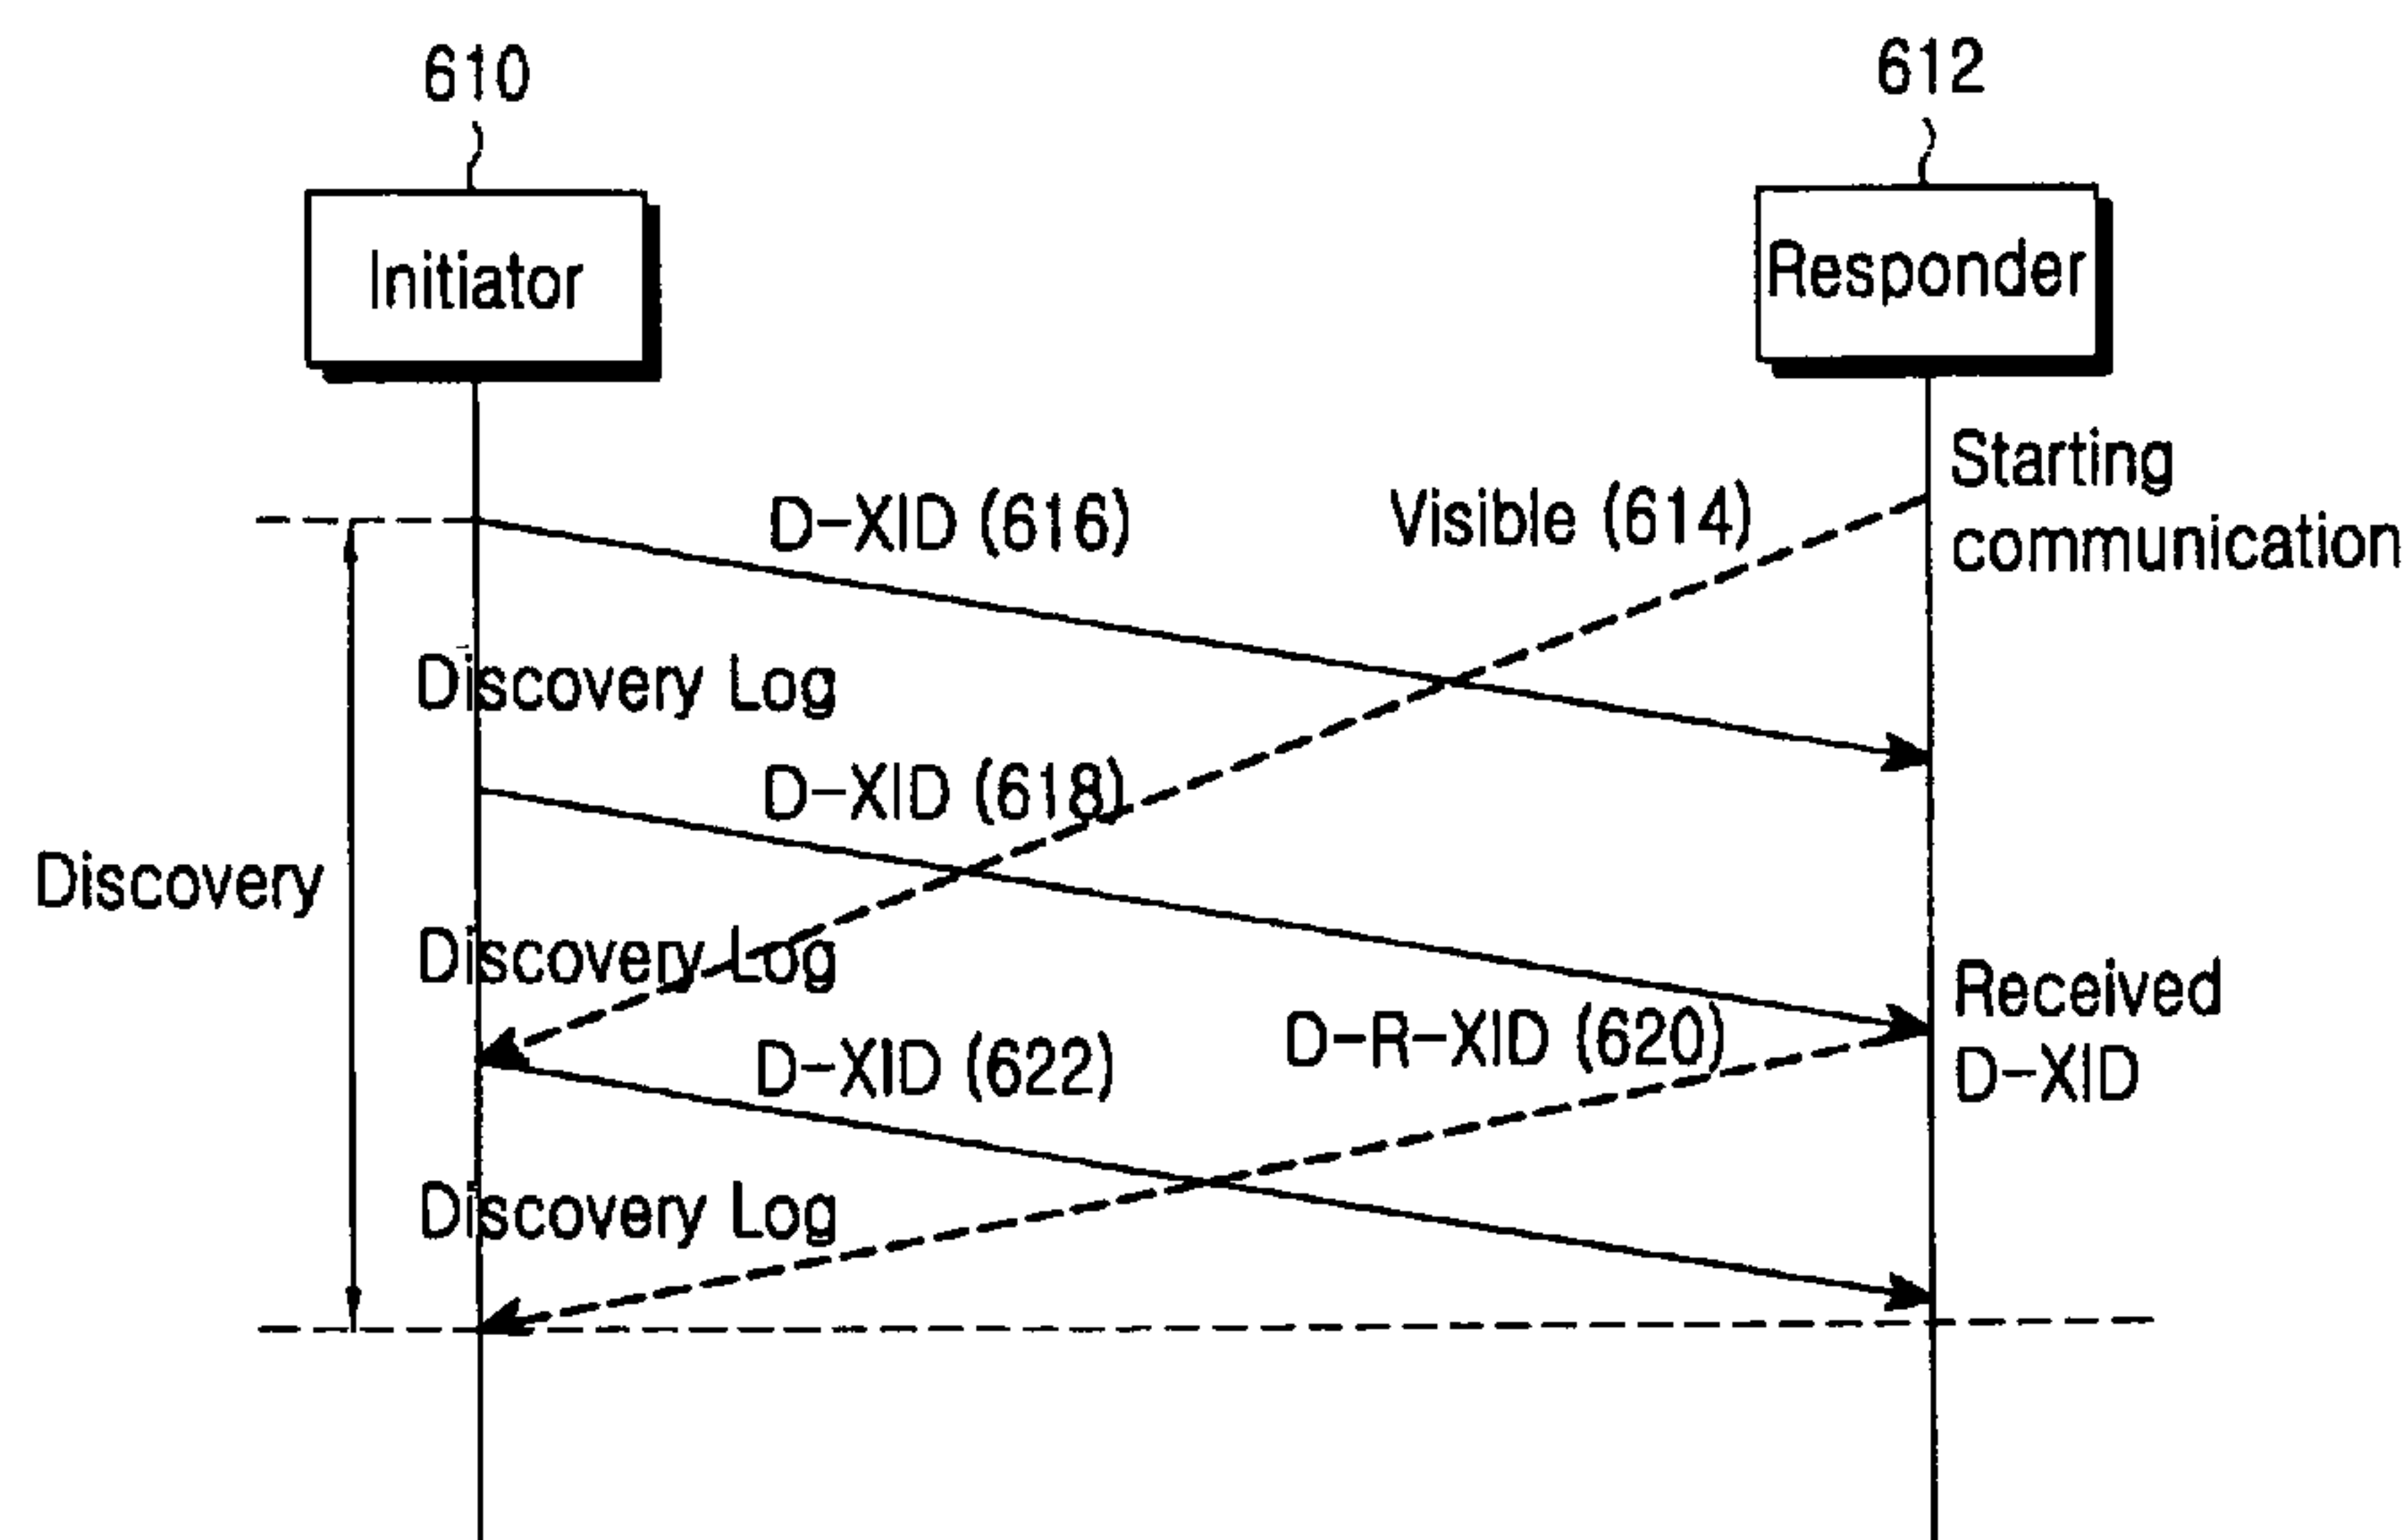 610
612
Initiator
Responder
Starting
communication
D-XID (616)
Visible (614)
Discovery Log
D-XID (618)
Discovery
Discovery Log
Received
D-XID
D-XID (622)
D-R-XID (620)
Discovery Log